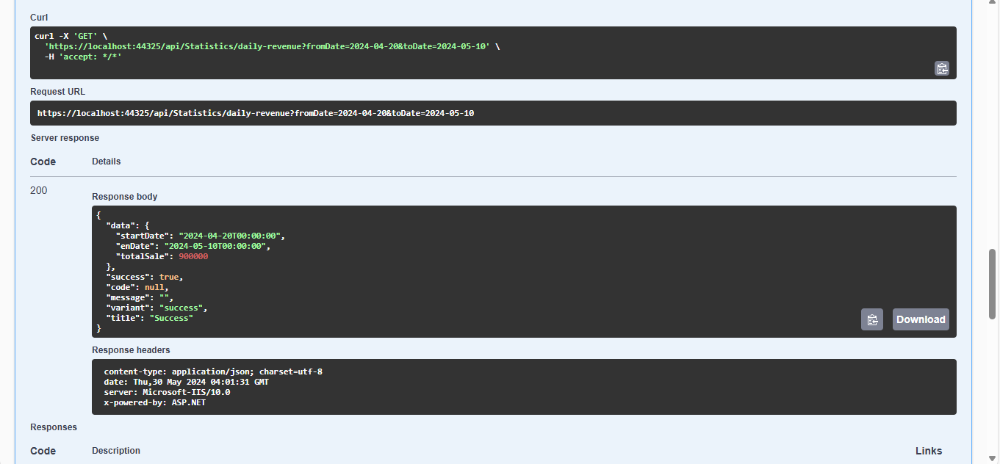 Curl
curl -X 'GET' \
  'https://localhost:44325/api/Statistics/daily-revenue?fromDate=2024-04-20&toDate=2024-05-10' \
  -H 'accept: */*'
Request URL
https://localhost:44325/api/Statistics/daily-revenue?fromDate=2024-04-20&toDate=2024-05-10
Server response
Code Details
200
Response body
{
  "data": {
    "startDate": "2024-04-20T00:00:00",
    "enDate": "2024-05-10T00:00:00",
    "totalSale": 900000
  },
  "success": true,
  "code": null,
  "message": "",
  "variant": "success",
  "title": "Success"
}
Download
Response headers
content-type: application/json; charset=utf-8
date: Thu,30 May 2024 04:01:31 GMT
server: Microsoft-IIS/10.0
x-powered-by: ASP.NET
Responses
Code Description Links